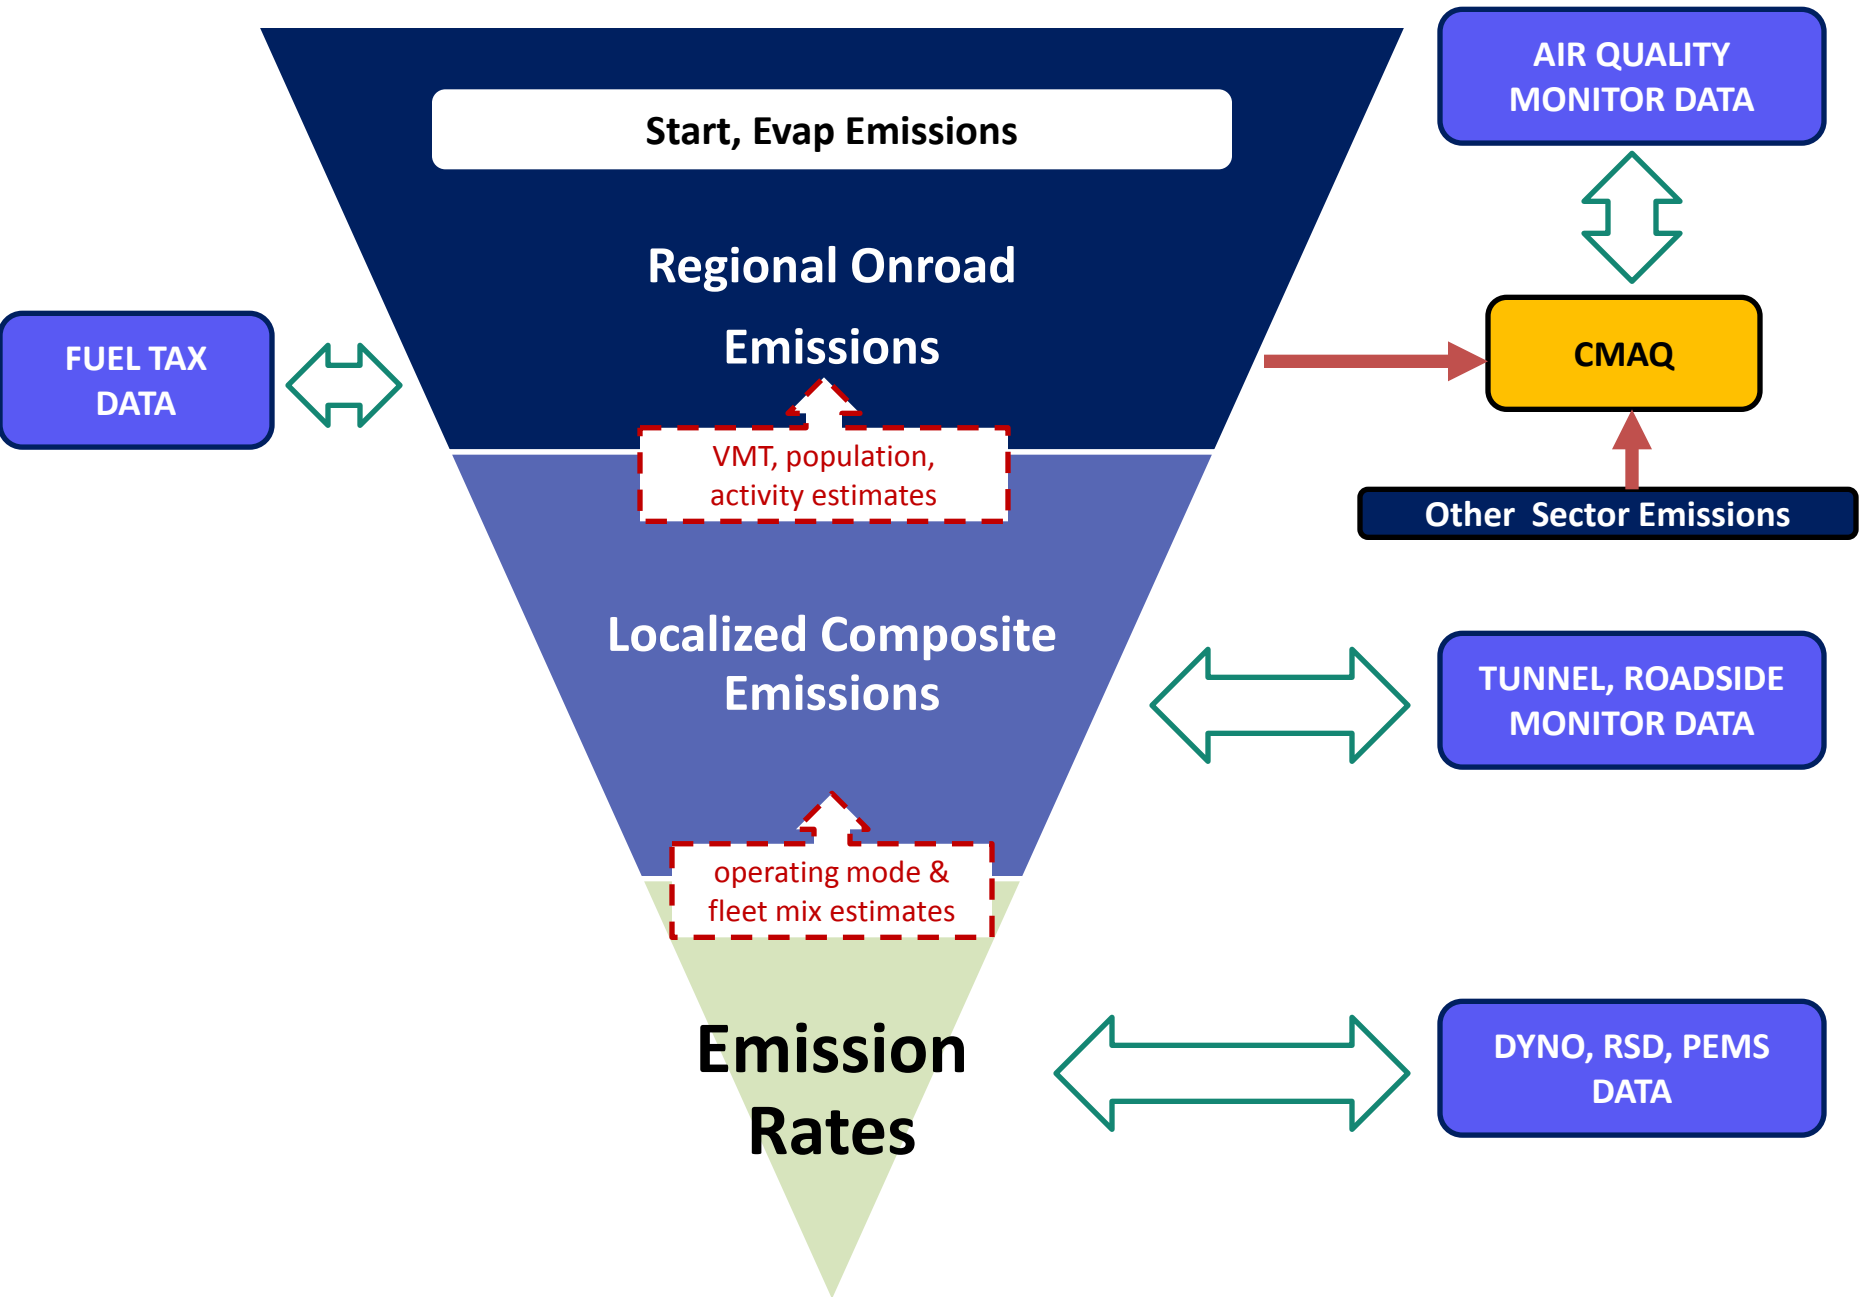 AIR QUALITY
MONITOR DATA
Start, Evap Emissions
Regional Onroad
Emissions
FUEL TAX
DATA
CMAQ
VMT, population,
activity estimates
Other Sector Emissions
Localized Composite
Emissions
TUNNEL, ROADSIDE
MONITOR DATA
operating mode &
fleet mix estimates
Emission
Rates
DYNO, RSD, PEMS
DATA